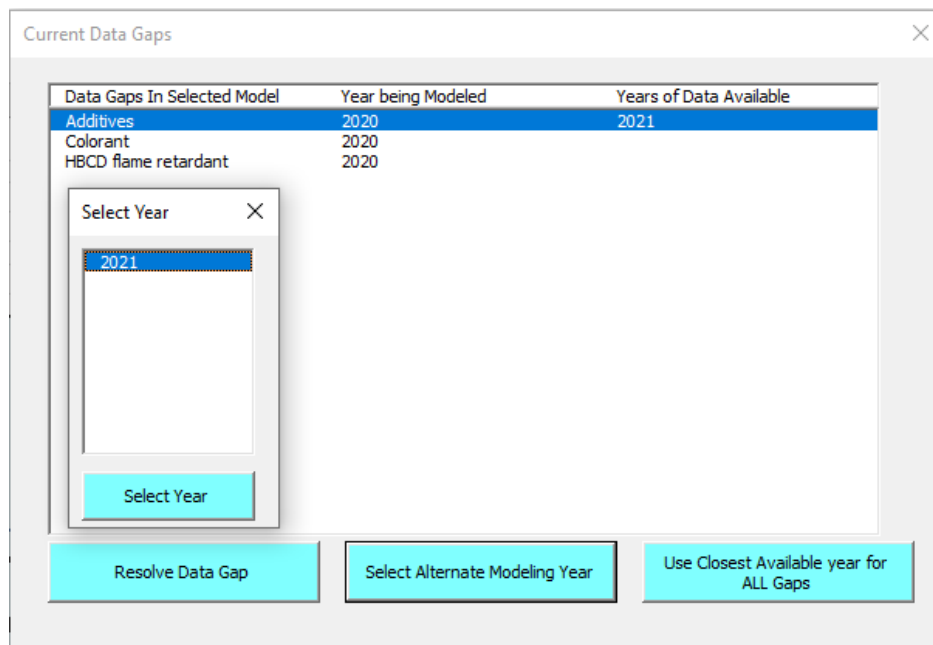 Current Data Gaps
Data Gaps In Selected Model Year being Modeled Years of Data Available
Additives 2020 2021
Colorant 2020
HBCD flame retardant 2020
Select Year
2021
Select Year
Resolve Data Gap
Select Alternate Modeling Year
Use Closest Available year for
ALL Gaps